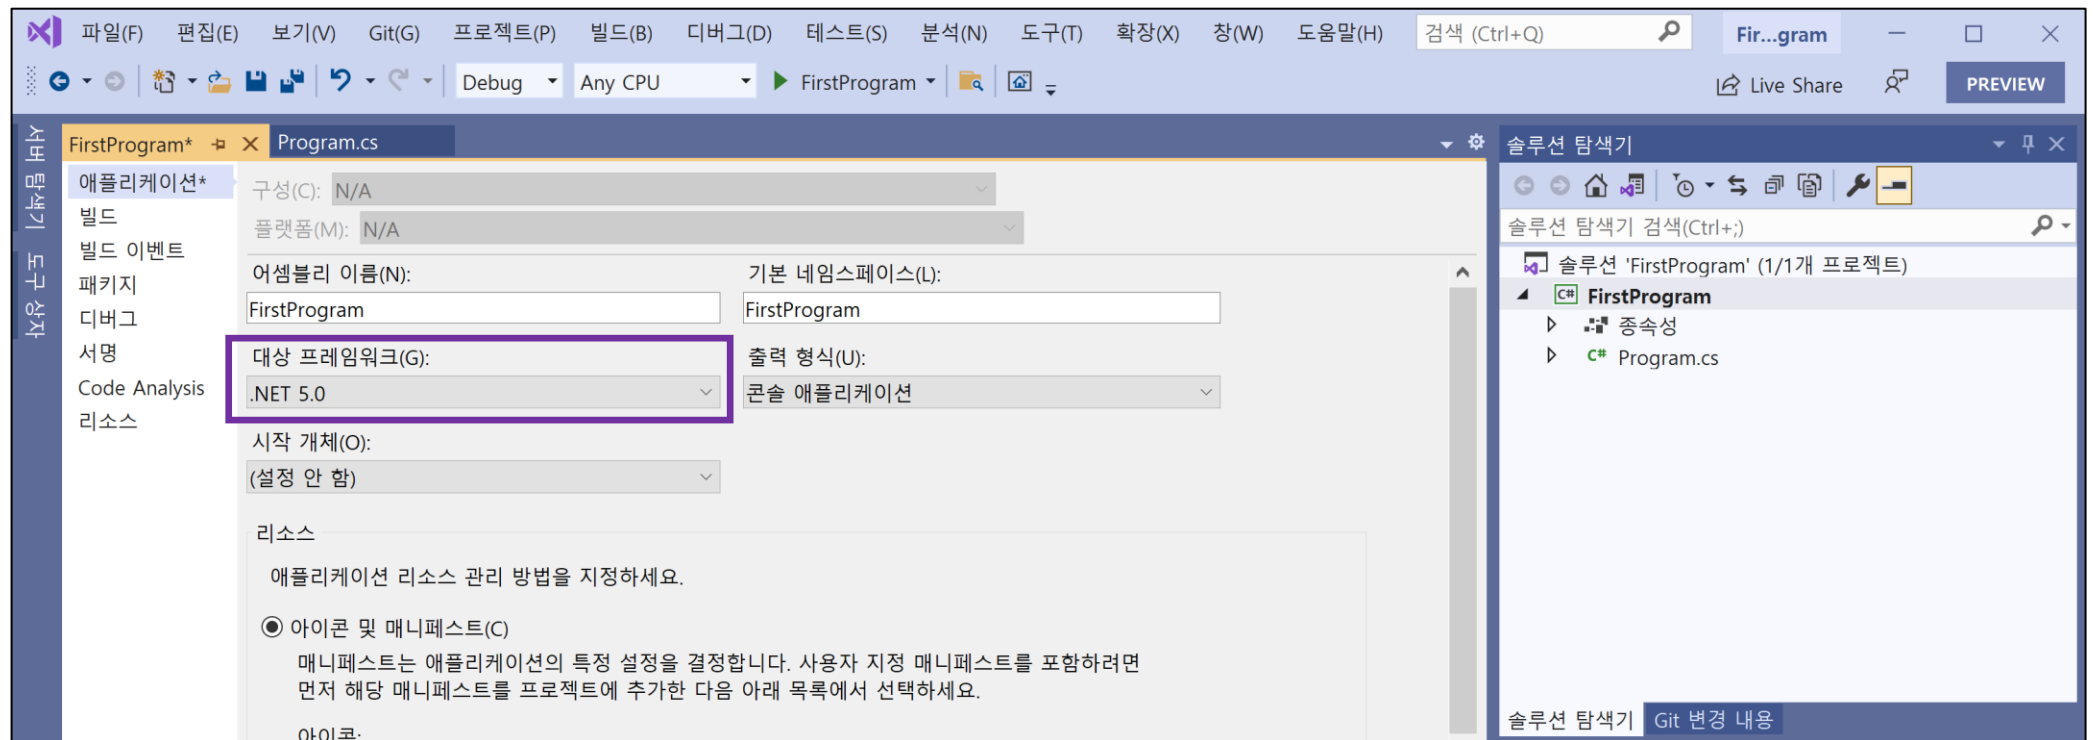 파일(F) 편집(E) 보기(V) Git(G) 프로젝트(P) 빌드(B) 디버그(D) 테스트(S) 분석(N) 도구(T) 확장(X) 창(W) 도움말(H) 검색 (Ctrl+Q) Fir...gram
Debug Any CPU FirstProgram Live Share PREVIEW
서버 탐색기
도구 상자
FirstProgram* Program.cs
애플리케이션*
빌드
빌드 이벤트
패키지
디버그
서명
Code Analysis
리소스
구성(C): N/A
플랫폼(M): N/A
어셈블리 이름(N): 기본 네임스페이스(L):
FirstProgram FirstProgram
대상 프레임워크(G): 출력 형식(U):
.NET 5.0 콘솔 애플리케이션
시작 개체(O):
(설정 안 함)
리소스
애플리케이션 리소스 관리 방법을 지정하세요.
아이콘 및 매니페스트(C)
매니페스트는 애플리케이션의 특정 설정을 결정합니다. 사용자 지정 매니페스트를 포함하려면
먼저 해당 매니페스트를 프로젝트에 추가한 다음 아래 목록에서 선택하세요.
아이콘:
솔루션 탐색기
솔루션 탐색기 검색(Ctrl+;)
솔루션 'FirstProgram' (1/1개 프로젝트)
C# FirstProgram
종속성
C# Program.cs
솔루션 탐색기 Git 변경 내용